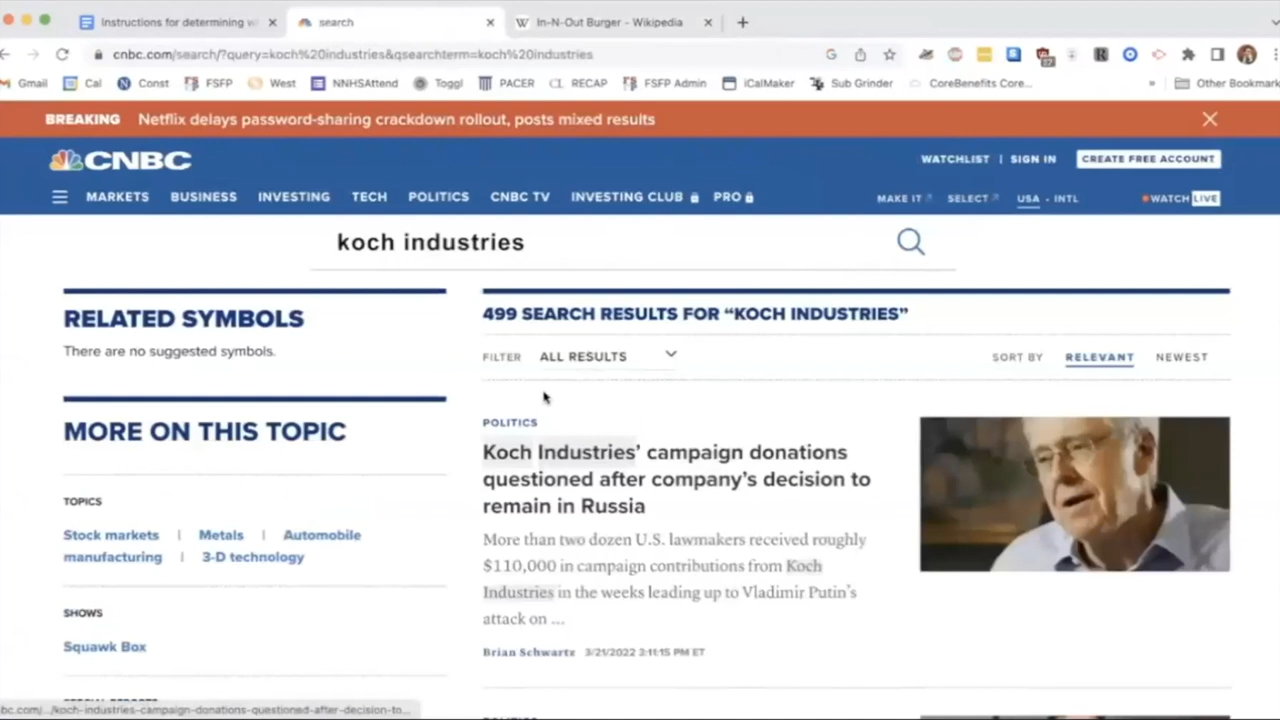 Instructions for determining w
search
In-N-Out Burger - Wikipedia
cnbc.com/search/?query=koch%20industries&qsearchterm=koch%20industries
Gmail
Cal
Const
FSFP
West
NNHSAttend
Toggl
PACER
RECAP
FSFP Admin
iCalMaker
Sub Grinder
CoreBenefits Core...
Other Bookmark
BREAKING Netflix delays password-sharing crackdown rollout, posts mixed results
CNBC
WATCHLIST | SIGN IN
CREATE FREE ACCOUNT
MARKETS BUSINESS INVESTING TECH POLITICS CNBC TV INVESTING CLUB PRO
MAKE IT SELECT USA • INTL
WATCH LIVE
koch industries
RELATED SYMBOLS
There are no suggested symbols.
MORE ON THIS TOPIC
TOPICS
Stock markets | Metals | Automobile
manufacturing | 3-D technology
SHOWS
Squawk Box
499 SEARCH RESULTS FOR “KOCH INDUSTRIES”
FILTER ALL RESULTS
SORT BY RELEVANT NEWEST
POLITICS
Koch Industries’ campaign donations
questioned after company’s decision to
remain in Russia
More than two dozen U.S. lawmakers received roughly
$110,000 in campaign contributions from Koch
Industries in the weeks leading up to Vladimir Putin’s
attack on ...
Brian Schwartz 3/21/2022 3:11:15 PM ET
bc.com/.../koch-industries-campaign-donations-questioned-after-decision-to...